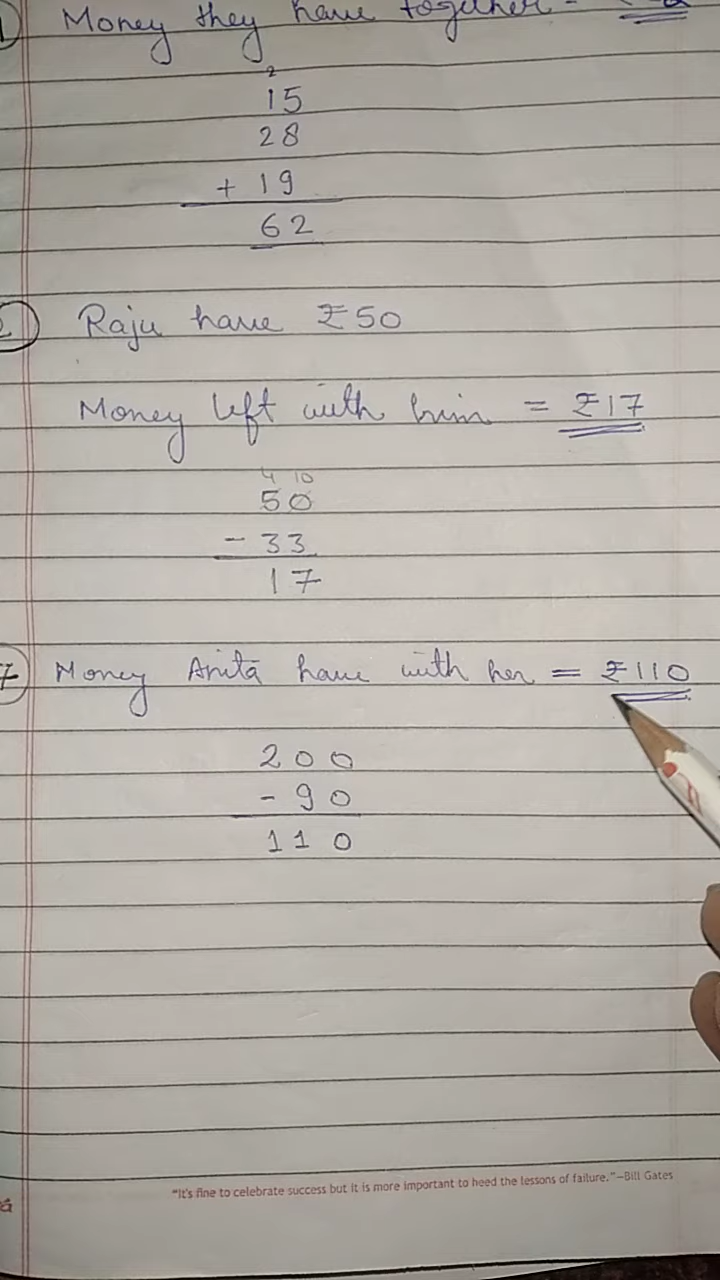 Money they have together =
2
15
28
+ 19
62
Raju have ₹50
Money left with him = ₹17
4 10
50
- 33
17
7 Money Anita have with her = ₹110
200
- 90
110
"It's fine to celebrate success but it is more important to heed the lessons of failure."—Bill Gates